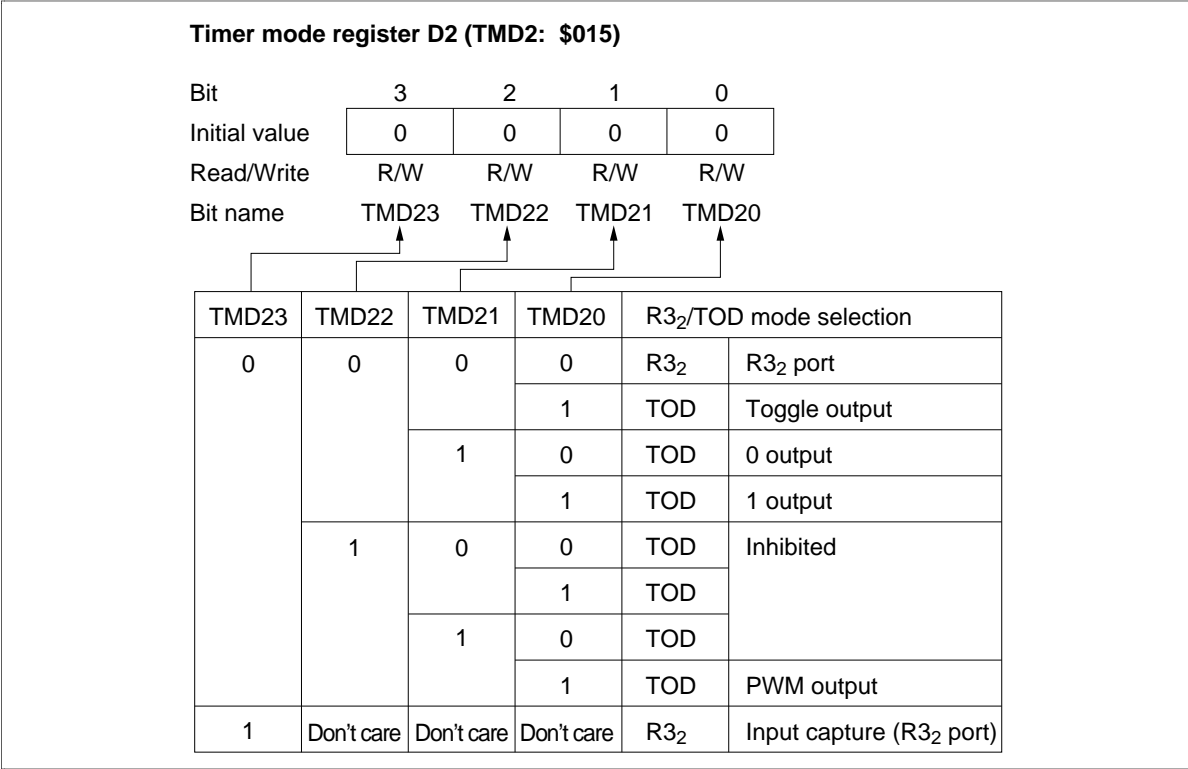 Timer mode register D2 (TMD2: $015)
Bit 3 2 1 0
Initial value 0 0 0 0
Read/Write R/W R/W R/W R/W
Bit name TMD23 TMD22 TMD21 TMD20
TMD23 TMD22 TMD21 TMD20 R3₂/TOD mode selection
0 0 0 0 R3₂ R3₂ port
1 TOD Toggle output
1 0 TOD 0 output
1 TOD 1 output
1 0 0 TOD Inhibited
1 TOD
1 0 TOD
1 TOD PWM output
1 Don't care Don't care Don't care R3₂ Input capture (R3₂ port)